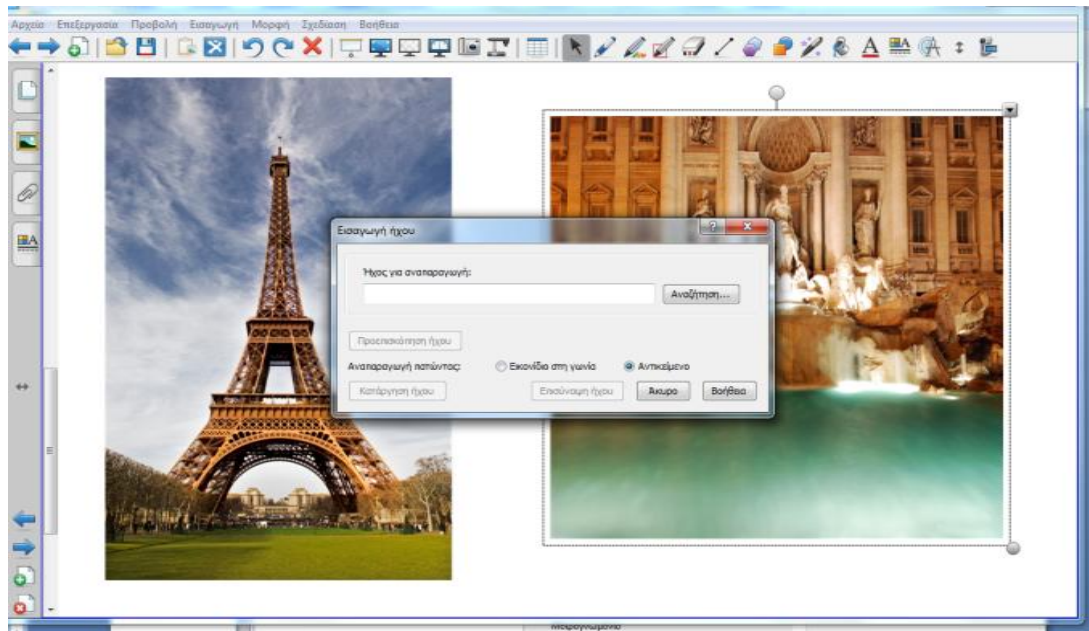 Αρχείο Επεξεργασία Προβολή Εισαγωγή Μορφή Σχεδίαση Βοήθεια
Εισαγωγή ήχου
Ήχος για αναπαραγωγή:
Αναζήτηση...
Προεπισκόπηση ήχου
Αναπαραγωγή πατώντας: Εικονίδιο στη γωνία Αντικείμενο
Κατάργηση ήχου Επισύναψη ήχου Άκυρο Βοήθεια